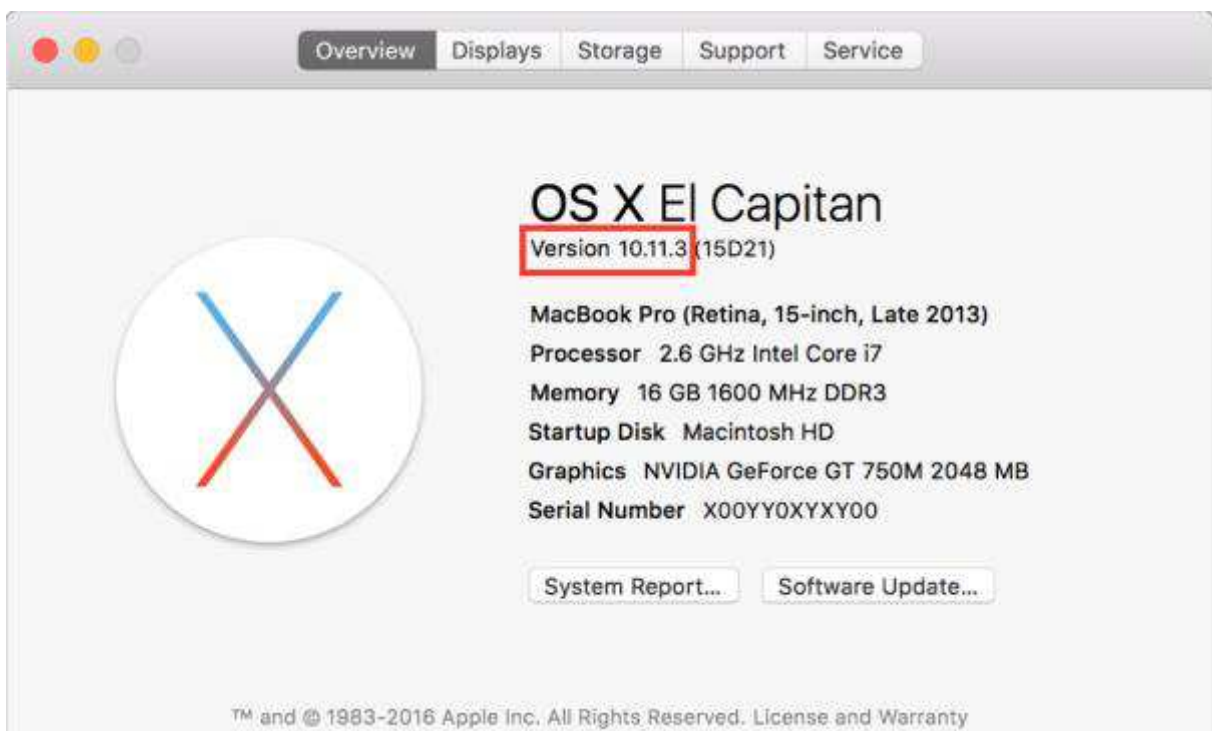 Overview Displays Storage Support Service
OS X El Capitan
Version 10.11.3 (15D21)
MacBook Pro (Retina, 15-inch, Late 2013)
Processor 2.6 GHz Intel Core i7
Memory 16 GB 1600 MHz DDR3
Startup Disk Macintosh HD
Graphics NVIDIA GeForce GT 750M 2048 MB
Serial Number X00YY0XYXY00
System Report... Software Update...
™ and © 1983-2016 Apple Inc. All Rights Reserved. License and Warranty